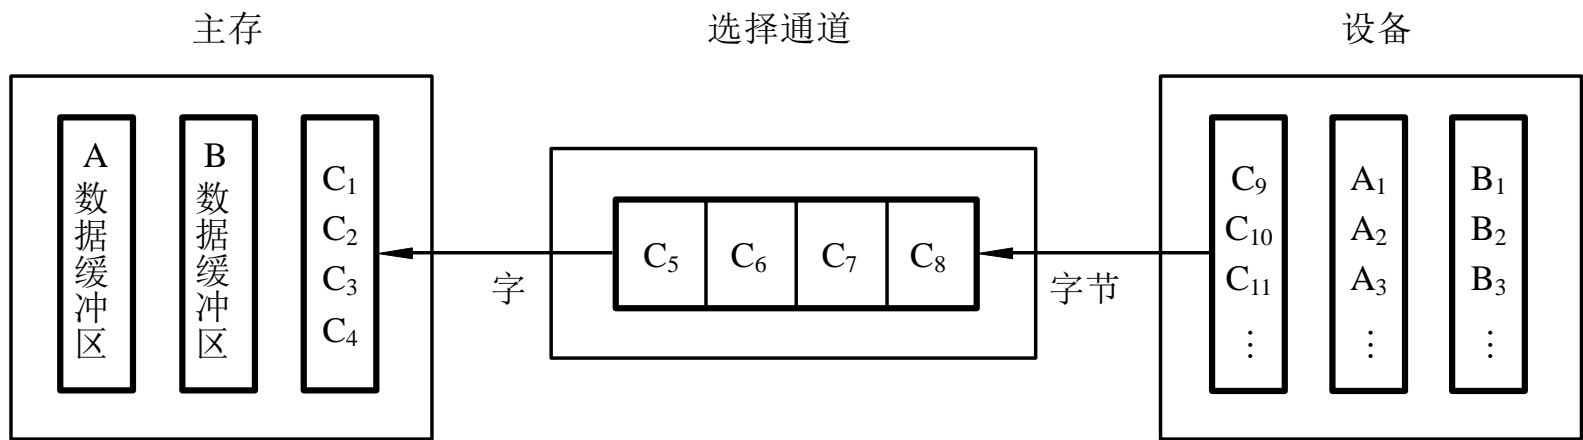 主存
选择通道
设备
A
数
据
缓
冲
区
B
数
据
缓
冲
区
C₁
C₂
C₃
C₄
字
C₅ C₆ C₇ C₈
字节
C₉
C₁₀
C₁₁
⋮
A₁
A₂
A₃
⋮
B₁
B₂
B₃
⋮